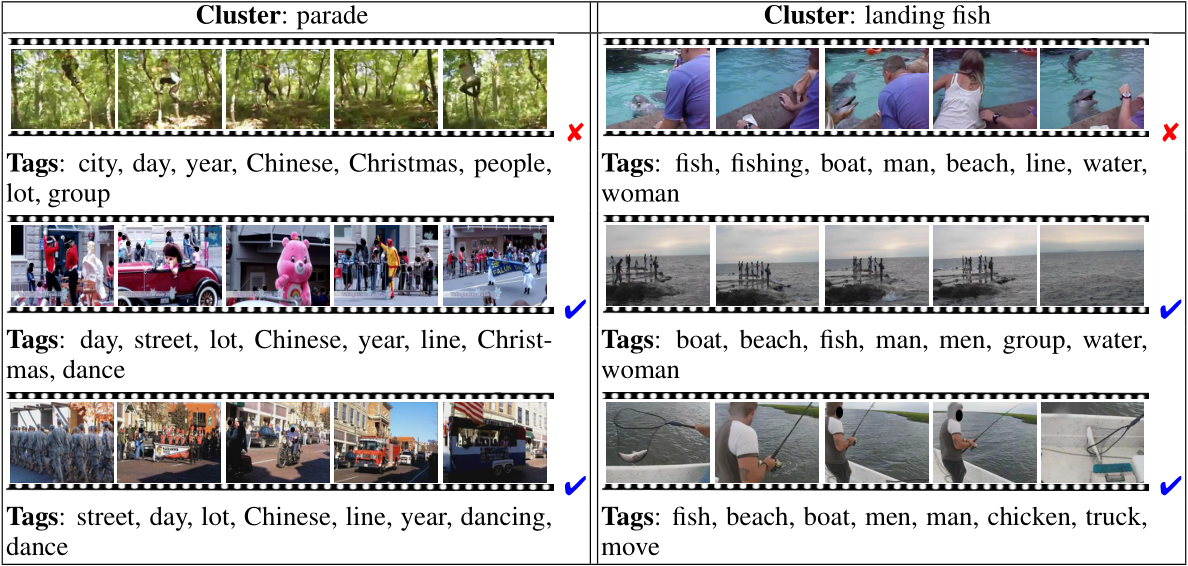 Cluster: parade
Tags: city, day, year, Chinese, Christmas, people,
lot, group
Tags: day, street, lot, Chinese, year, line, Christ-
mas, dance
Tags: street, day, lot, Chinese, line, year, dancing,
dance
Cluster: landing fish
Tags: fish, fishing, boat, man, beach, line, water,
woman
Tags: boat, beach, fish, man, men, group, water,
woman
Tags: fish, beach, boat, men, man, chicken, truck,
move